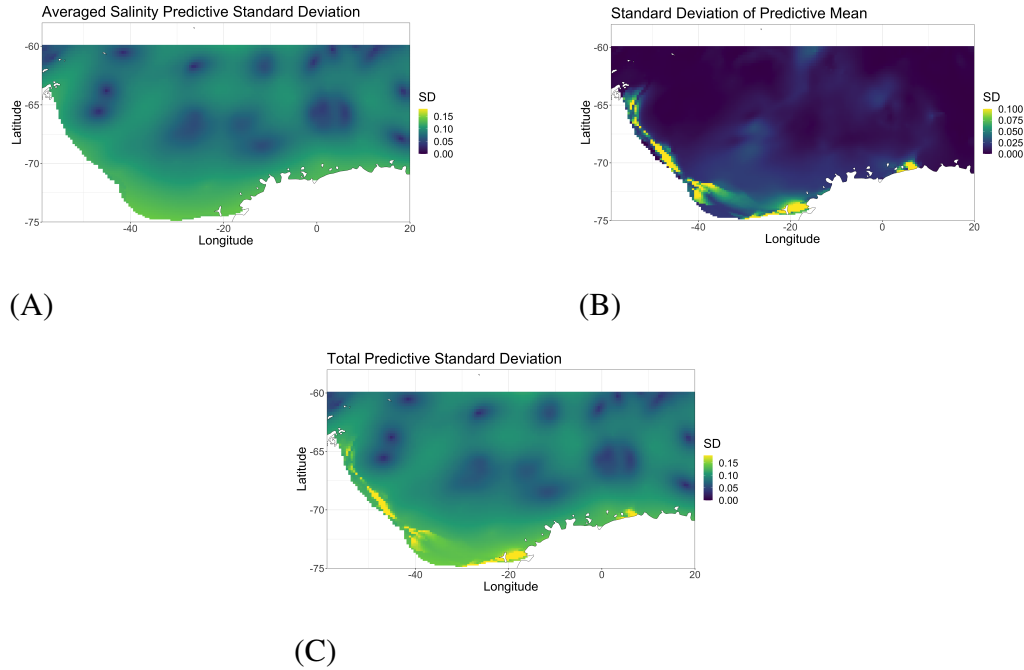 Averaged Salinity Predictive Standard Deviation
-60
-65
-70
-75
Latitude
-40
-20
0
20
Longitude
SD
0.15
0.10
0.05
0.00
(A)
Standard Deviation of Predictive Mean
-60
-65
-70
-75
Latitude
-40
-20
0
20
Longitude
SD
0.100
0.075
0.050
0.025
0.000
(B)
Total Predictive Standard Deviation
-60
-65
-70
-75
Latitude
-40
-20
0
20
Longitude
SD
0.15
0.10
0.05
0.00
(C)